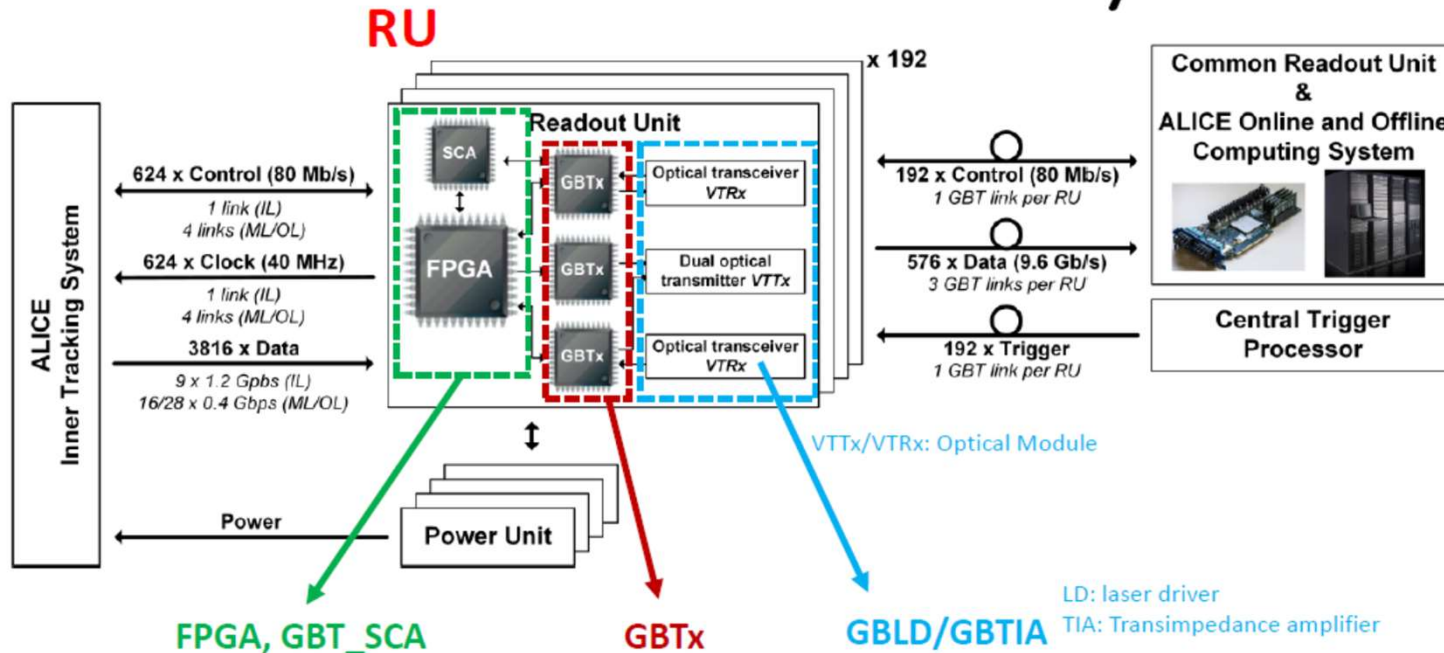 RU
x 192
ALICE
Inner Tracking System
624 x Control (80 Mb/s)
1 link (IL)
4 links (ML/OL)
624 x Clock (40 MHz)
1 link (IL)
4 links (ML/OL)
3816 x Data
9 x 1.2 Gpbs (IL)
16/28 x 0.4 Gbps (ML/OL)
Power
Readout Unit
SCA
FPGA
GBTx
GBTx
GBTx
Optical transceiver
VTRx
Dual optical
transmitter VTTx
Optical transceiver
VTRx
Power Unit
192 x Control (80 Mb/s)
1 GBT link per RU
576 x Data (9.6 Gb/s)
3 GBT links per RU
192 x Trigger
1 GBT link per RU
Common Readout Unit
&
ALICE Online and Offline
Computing System
Central Trigger
Processor
VTTx/VTRx: Optical Module
FPGA, GBT_SCA
GBTx
GBLD/GBTIA
LD: laser driver
TIA: Transimpedance amplifier